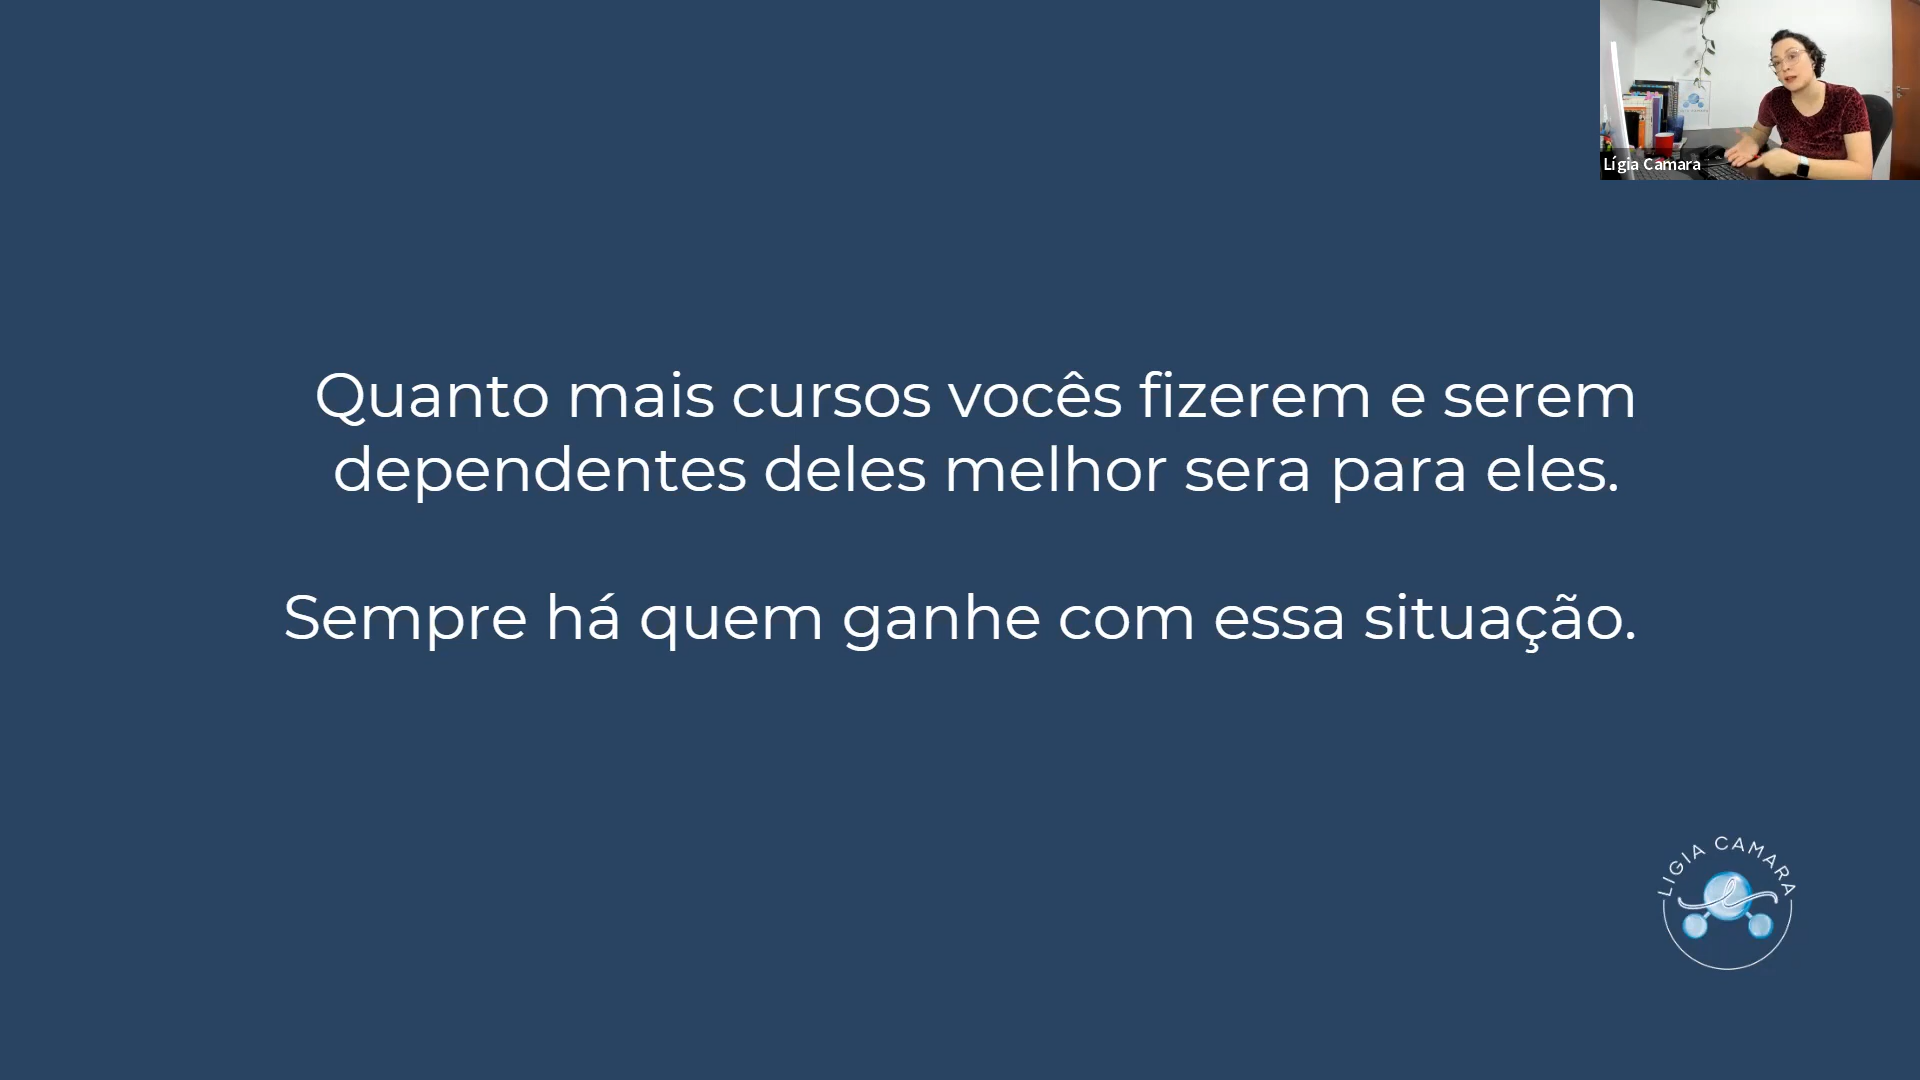 Lígia Camara
Quanto mais cursos vocês fizerem e serem
dependentes deles melhor sera para eles.
Sempre há quem ganhe com essa situação.
LIGIA CAMARA